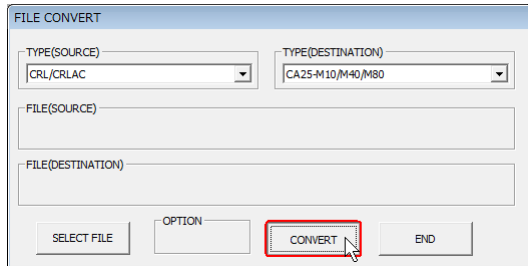 FILE CONVERT
TYPE(SOURCE)
TYPE(DESTINATION)
CRL/CRLAC
CA25-M10/M40/M80
FILE(SOURCE)
FILE(DESTINATION)
OPTION
SELECT FILE
CONVERT
END